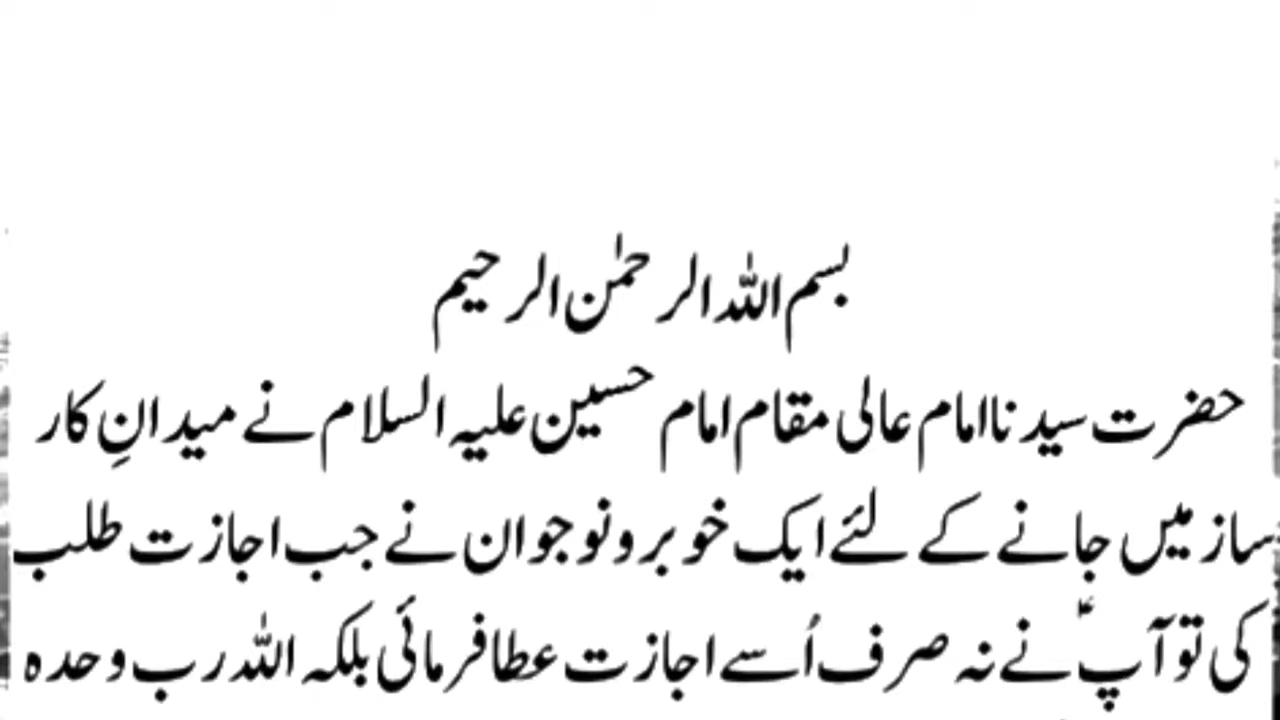 بسم اللہ الرحمٰن الرحیم
حضرت سیدنا امام عالی مقام امام حسین علیہ السلام نے میدانِ کار
ساز میں جانے کے لئے ایک خوبرو نوجوان نے جب اجازت طلب
کی تو آپؑ نے نہ صرف اُسے اجازت عطا فرمائی بلکہ اللہ رب وحدہ